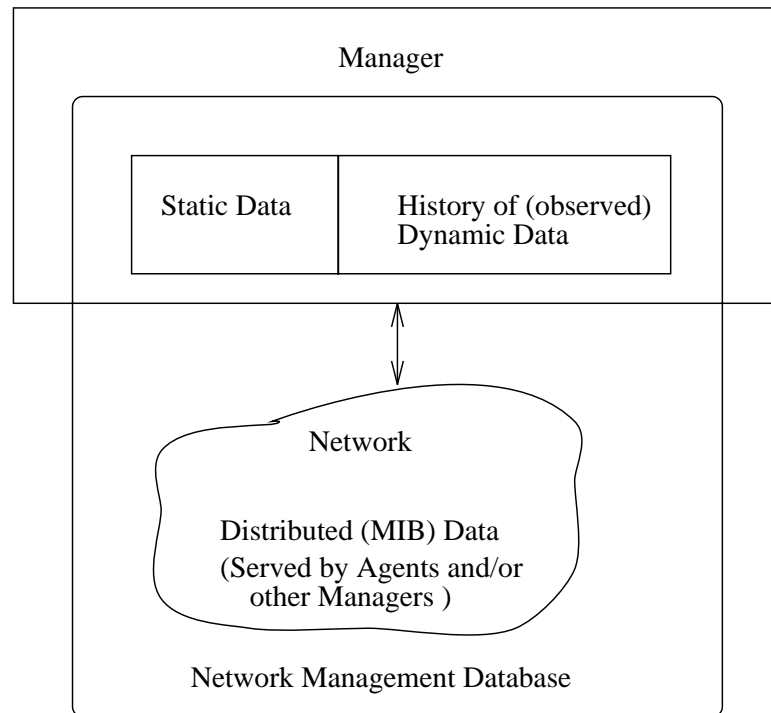 Manager
Static Data
History of (observed)
Dynamic Data
Network
Distributed (MIB) Data
(Served by Agents and/or
other Managers )
Network Management Database